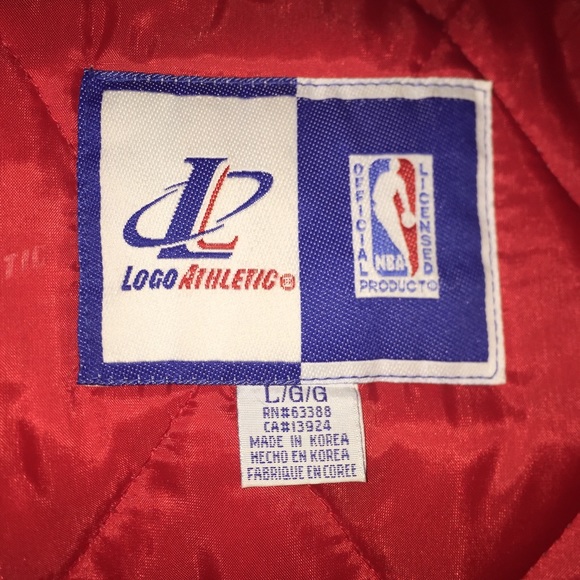 LOGO ATHLETIC®
OFFICIAL
LICENSED
NBA
PRODUCT®
L/G/G
RN#63388
CA#13924
MADE IN KOREA
HECHO EN KOREA
FABRIQUE EN COREE
TIC